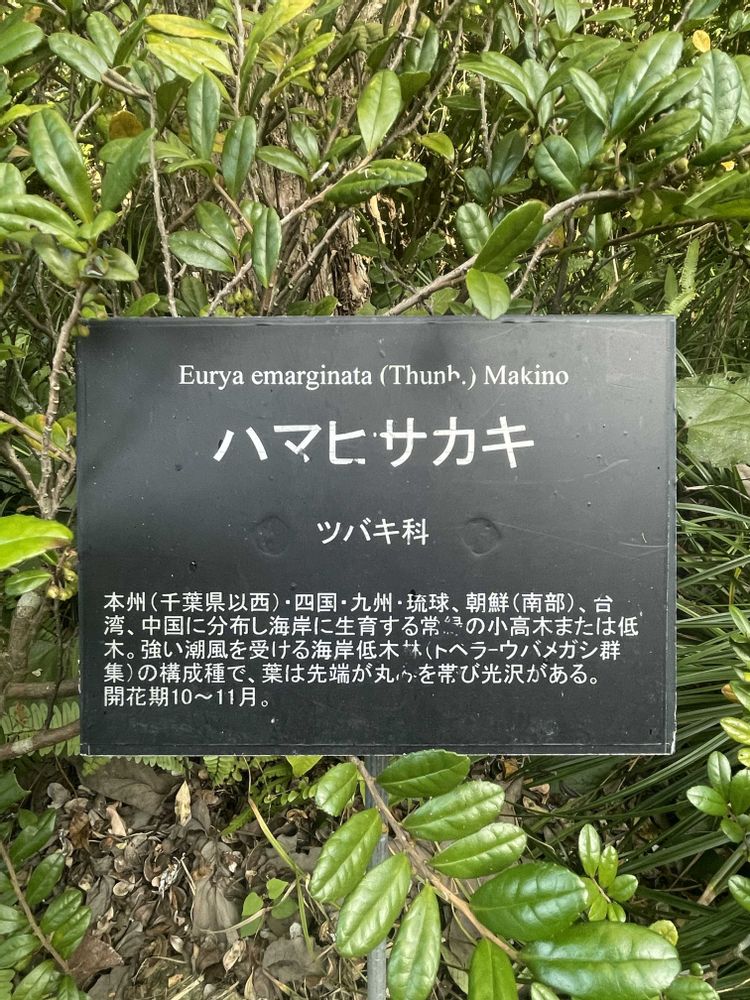 Eurya emarginata (Thunb.) Makino
ハマヒサカキ
ツバキ科
本州(千葉県以西)・四国・九州・琉球、朝鮮(南部)、台
湾、中国に分布し海岸に生育する常緑の小高木または低
木。強い潮風を受ける海岸低木林(トベラーウバメガシ群
集)の構成種で、葉は先端が丸みを帯び光沢がある。
開花期10〜11月。